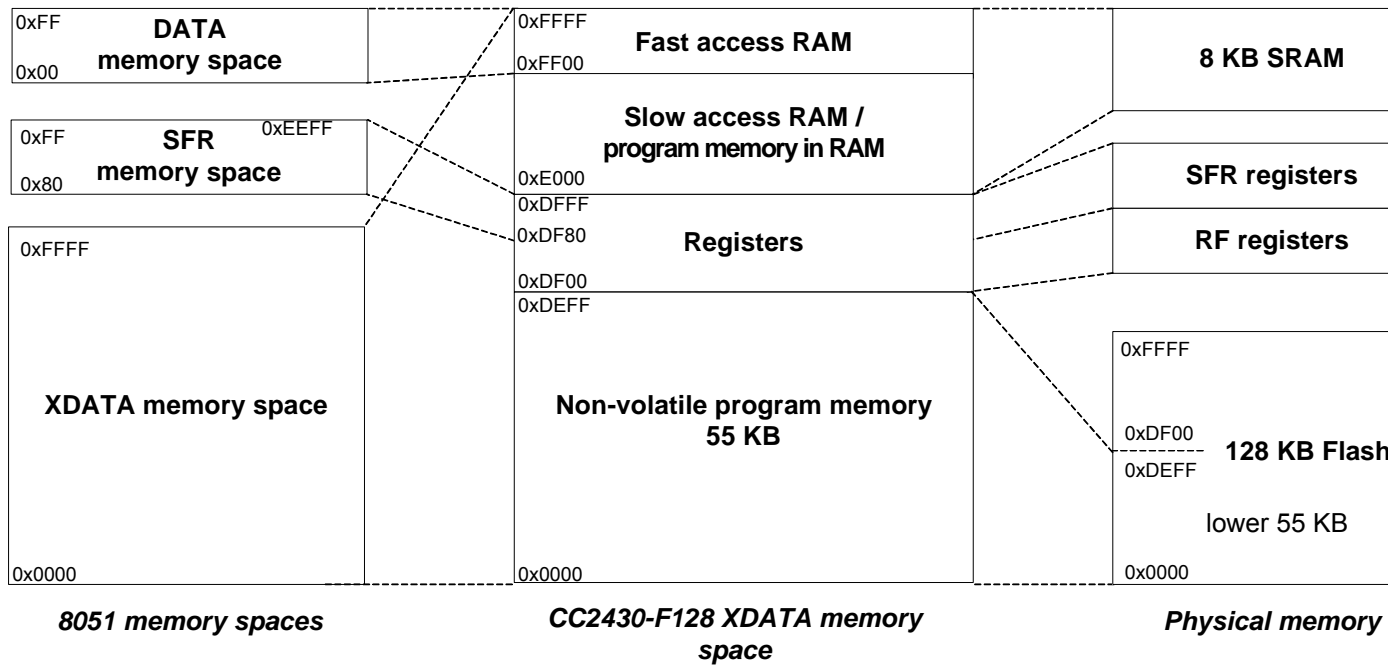 0xFF
DATA
memory space
0x00
0xFF
0xEEFF
SFR
memory space
0x80
0xFFFF
XDATA memory space
0x0000
8051 memory spaces
0xFFFF
Fast access RAM
0xFF00
Slow access RAM /
program memory in RAM
0xE000
0xDFFF
0xDF80
Registers
0xDF00
0xDEFF
Non-volatile program memory
55 KB
0x0000
CC2430-F128 XDATA memory
space
8 KB SRAM
SFR registers
RF registers
0xFFFF
0xDF00
128 KB Flash
0xDEFF
lower 55 KB
0x0000
Physical memory